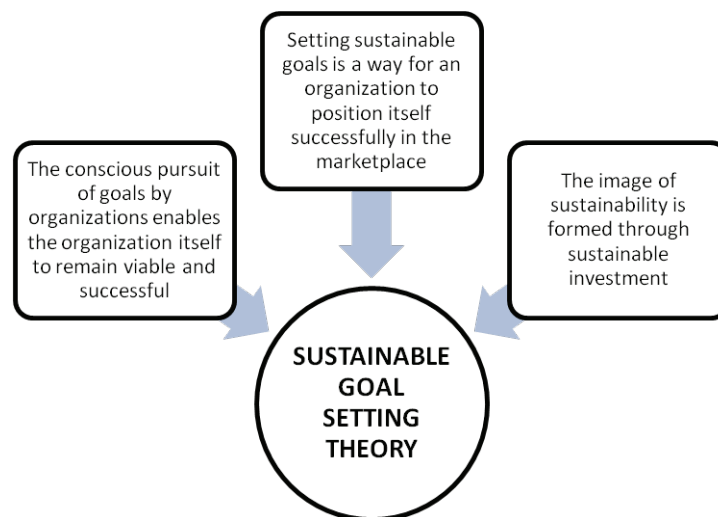 Setting sustainable
goals is a way for an
organization to
position itself
successfully in the
marketplace
The conscious pursuit
of goals by
organizations enables
the organization itself
to remain viable and
successful
The image of
sustainability is
formed through
sustainable
investment
SUSTAINABLE
GOAL
SETTING
THEORY